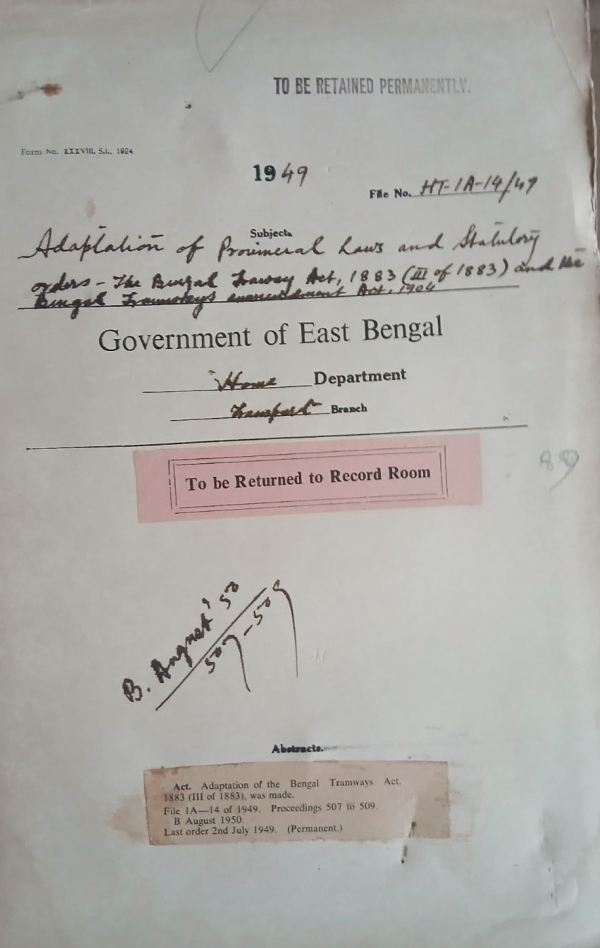 TO BE RETAINED PERMANENTLY.
Form No. XXXVIII, S.L., 1924
1949
File No. HT-1A-14/49
Subject.
Adaptation of Provincial Laws and Statutory
orders - The Bengal Tramway Act, 1883 (III of 1883) and the
Bengal Tramways amendment Act, 1904
Government of East Bengal
Home Department
Transport Branch
89
To be Returned to Record Room
B. August '50
507-509
Abstracts.
Act. Adaptation of the Bengal Tramways Act.
1883 (III of 1883), was made.
File 1A—14 of 1949. Proceedings 507 to 509.
B August 1950.
Last order 2nd July 1949. (Permanent.)